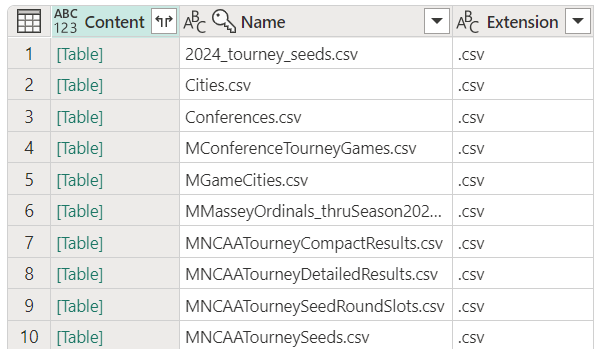 ABC 123 Content ABC Name ABC Extension
1 [Table] 2024_tourney_seeds.csv .csv
2 [Table] Cities.csv .csv
3 [Table] Conferences.csv .csv
4 [Table] MConferenceTourneyGames.csv .csv
5 [Table] MGameCities.csv .csv
6 [Table] MMasseyOrdinals_thruSeason202... .csv
7 [Table] MNCAATourneyCompactResults.csv .csv
8 [Table] MNCAATourneyDetailedResults.csv .csv
9 [Table] MNCAATourneySeedRoundSlots.csv .csv
10 [Table] MNCAATourneySeeds.csv .csv